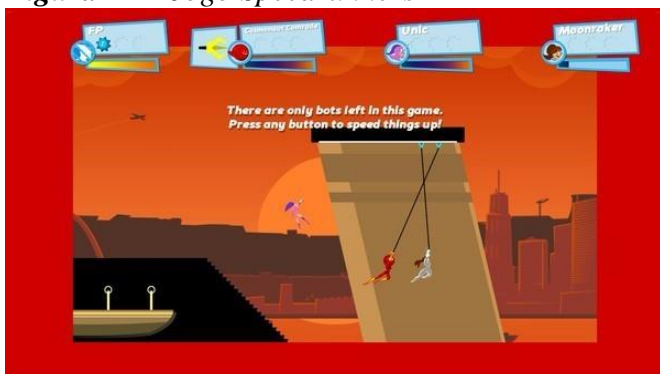 FP
Cosmonaut Comrade
Unic
Moonraker
There are only bots left in this game.
Press any button to speed things up!